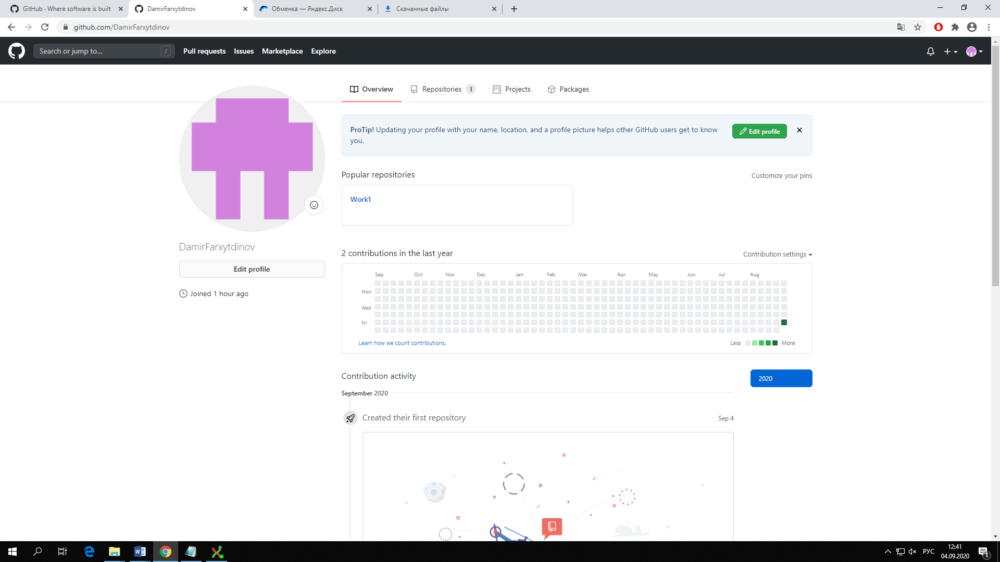 GitHub · Where software is built
DamirFarxytdinov
Обменка — Яндекс.Диск
Скачанные файлы
github.com/DamirFarxytdinov
Search or jump to...
/
Pull requests
Issues
Marketplace
Explore
Overview
Repositories 1
Projects
Packages
ProTip! Updating your profile with your name, location, and a profile picture helps other GitHub users get to know
you.
Edit profile
Popular repositories
Customize your pins
Work1
DamirFarxytdinov
Edit profile
Joined 1 hour ago
2 contributions in the last year
Contribution settings
Sep Oct Nov Dec Jan Feb Mar Apr May Jun Jul Aug
Mon
Wed
Fri
Learn how we count contributions.
Less
More
Contribution activity
2020
September 2020
Created their first repository
Sep 4
РУС
12:41
04.09.2020
1